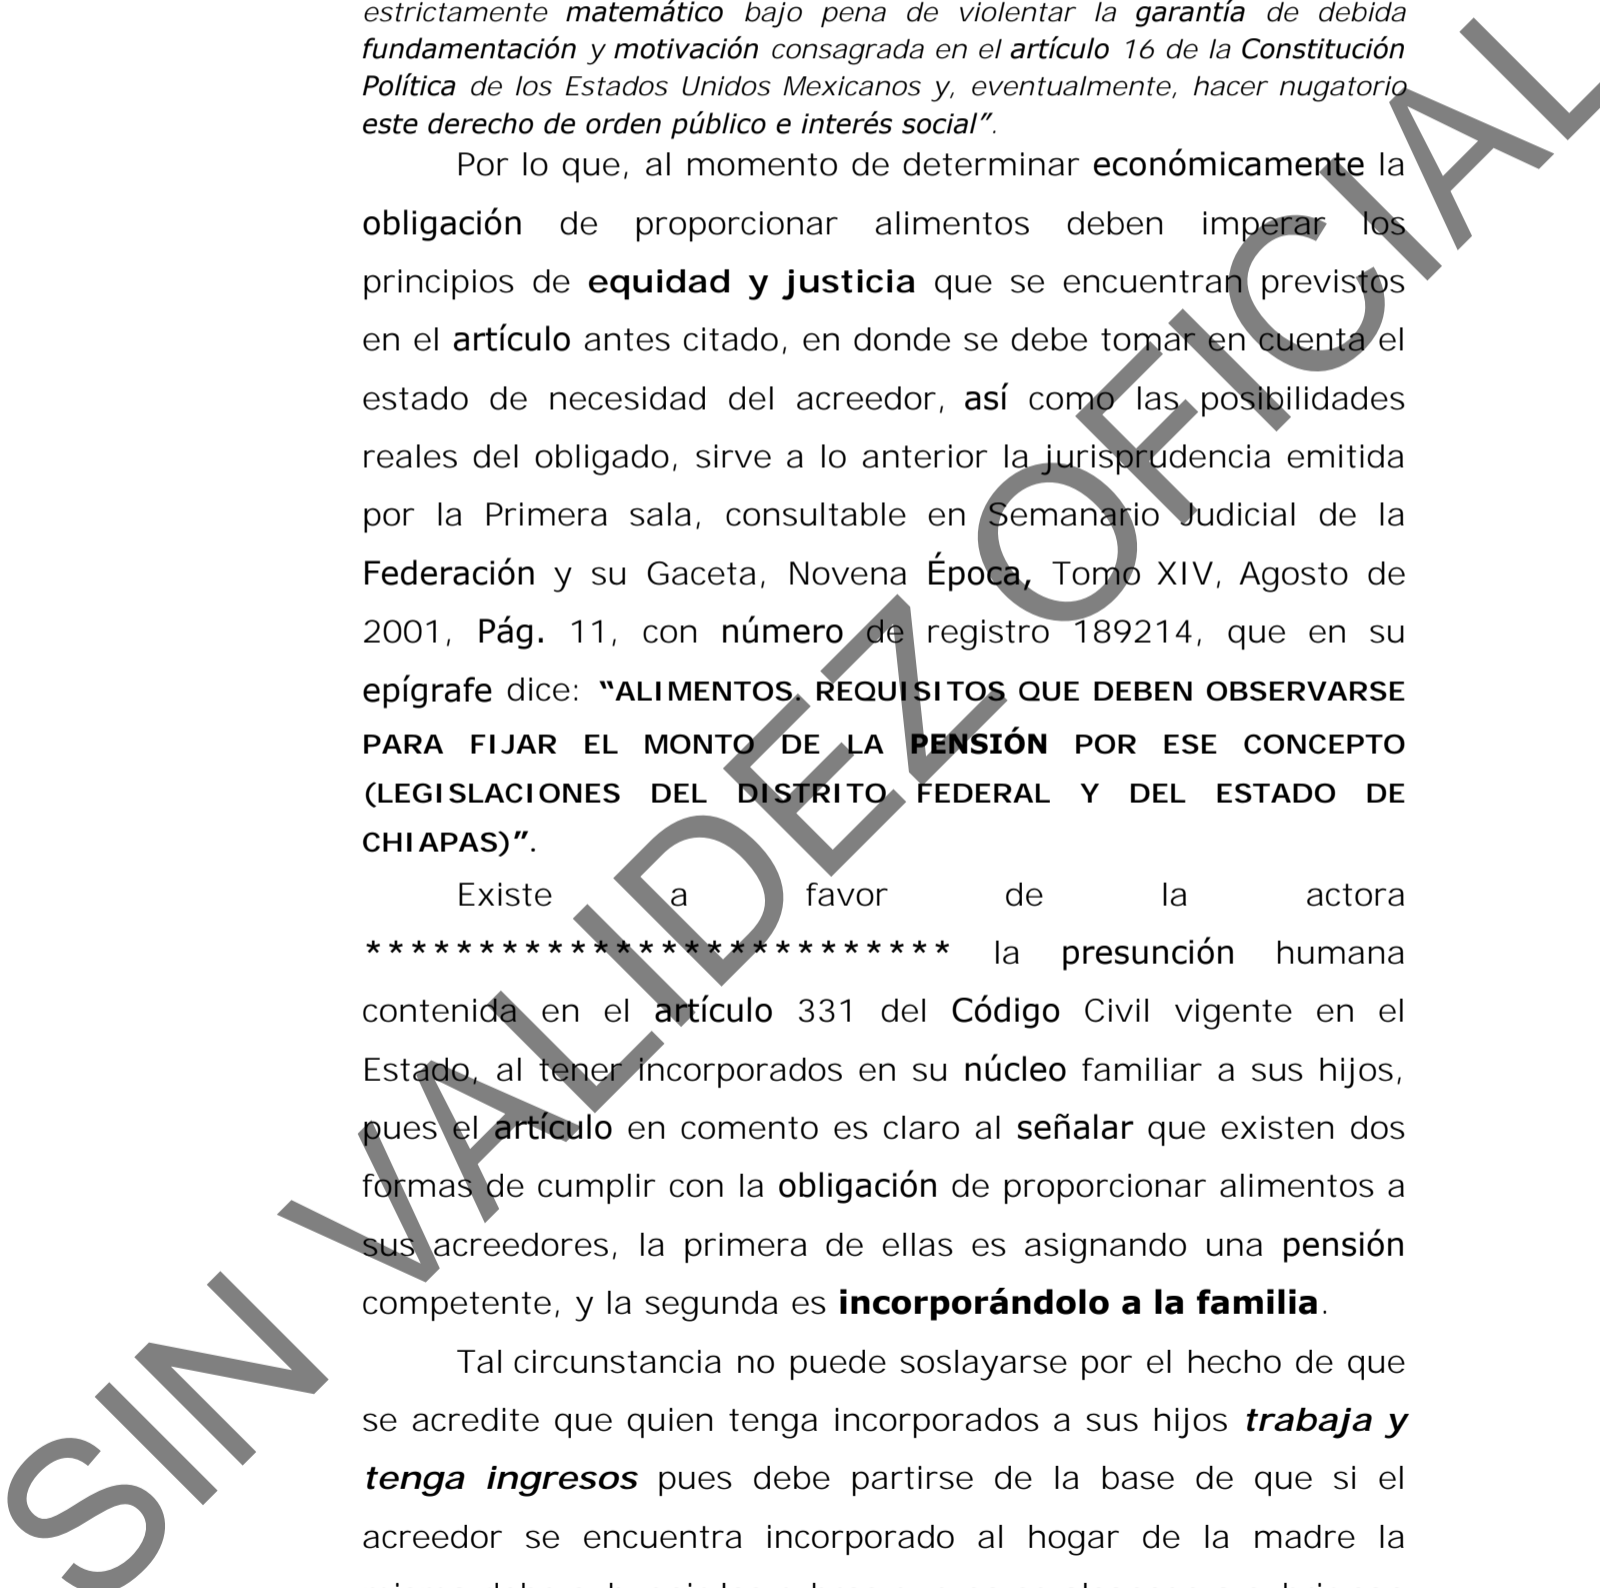 estrictamente matemático bajo pena de violentar la garantía de debida
fundamentación y motivación consagrada en el artículo 16 de la Constitución
Política de los Estados Unidos Mexicanos y, eventualmente, hacer nugatorio
este derecho de orden público e interés social”.
Por lo que, al momento de determinar económicamente la
obligación de proporcionar alimentos deben imperar los
principios de equidad y justicia que se encuentran previstos
en el artículo antes citado, en donde se debe tomar en cuenta el
estado de necesidad del acreedor, así como las posibilidades
reales del obligado, sirve a lo anterior la jurisprudencia emitida
por la Primera sala, consultable en Semanario Judicial de la
Federación y su Gaceta, Novena Época, Tomo XIV, Agosto de
2001, Pág. 11, con número de registro 189214, que en su
epígrafe dice: “ALIMENTOS. REQUISITOS QUE DEBEN OBSERVARSE
PARA FIJAR EL MONTO DE LA PENSIÓN POR ESE CONCEPTO
(LEGISLACIONES DEL DISTRITO FEDERAL Y DEL ESTADO DE
CHIAPAS)”.
Existe a favor de la actora
************************** la presunción humana
contenida en el artículo 331 del Código Civil vigente en el
Estado, al tener incorporados en su núcleo familiar a sus hijos,
pues el artículo en comento es claro al señalar que existen dos
formas de cumplir con la obligación de proporcionar alimentos a
sus acreedores, la primera de ellas es asignando una pensión
competente, y la segunda es incorporándolo a la familia.
Tal circunstancia no puede soslayarse por el hecho de que
se acredite que quien tenga incorporados a sus hijos trabaja y
tenga ingresos pues debe partirse de la base de que si el
acreedor se encuentra incorporado al hogar de la madre la
SIN VALIDEZ OFICIAL